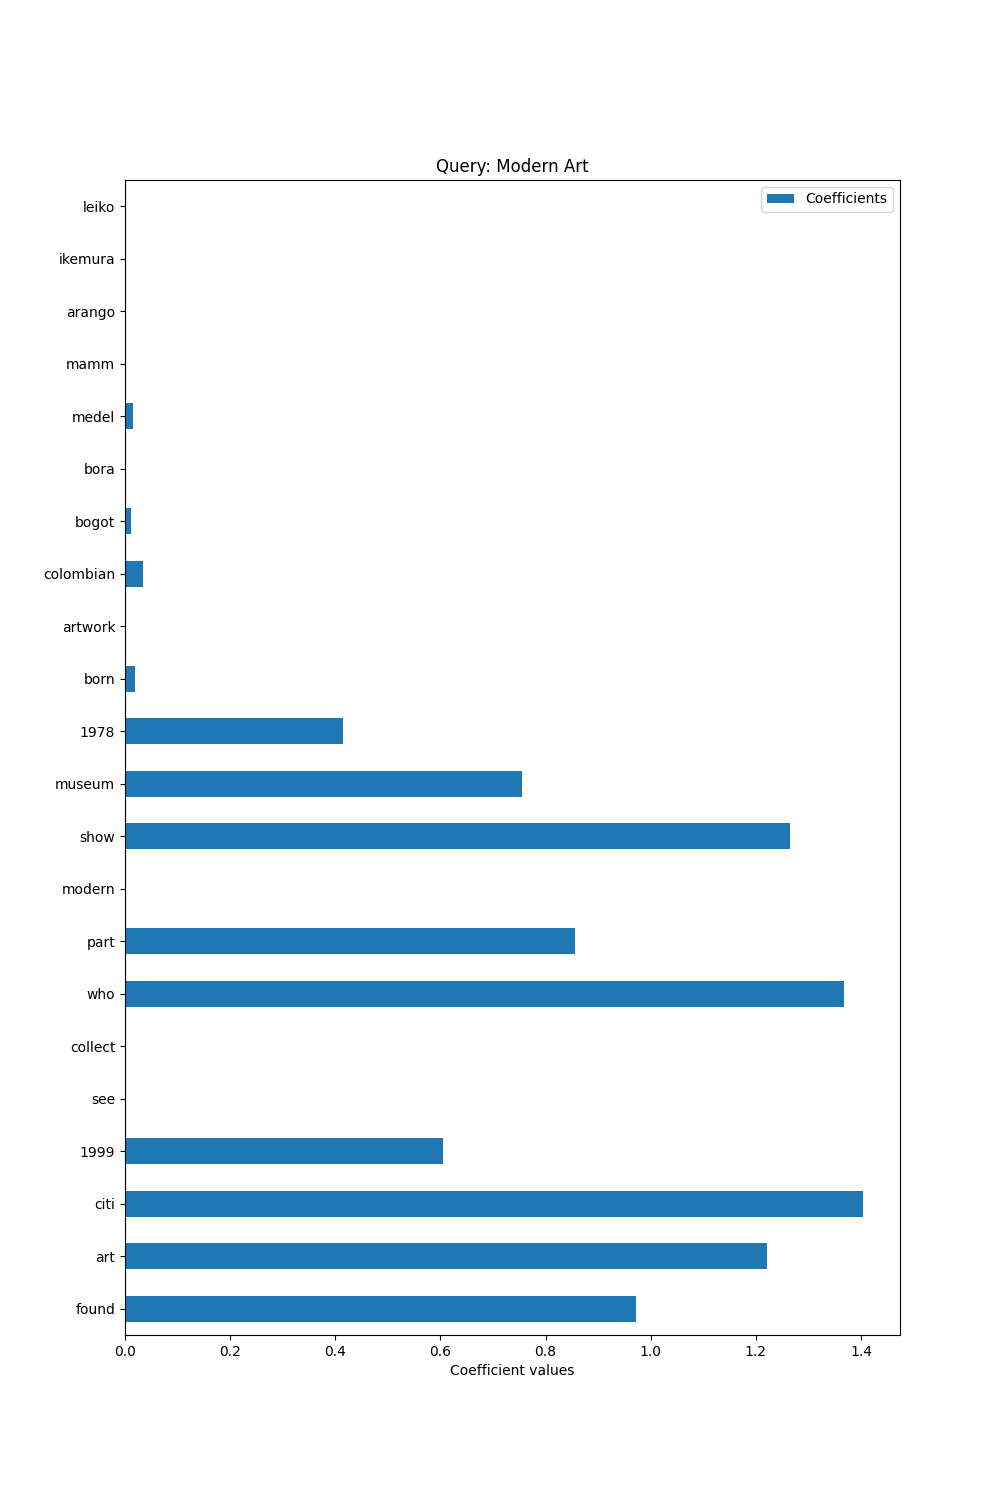 Query: Modern Art
Coefficients
leiko
ikemura
arango
mamm
medel
bora
bogot
colombian
artwork
born
1978
museum
show
modern
part
who
collect
see
1999
citi
art
found
0.0 0.2 0.4 0.6 0.8 1.0 1.2 1.4
Coefficient values